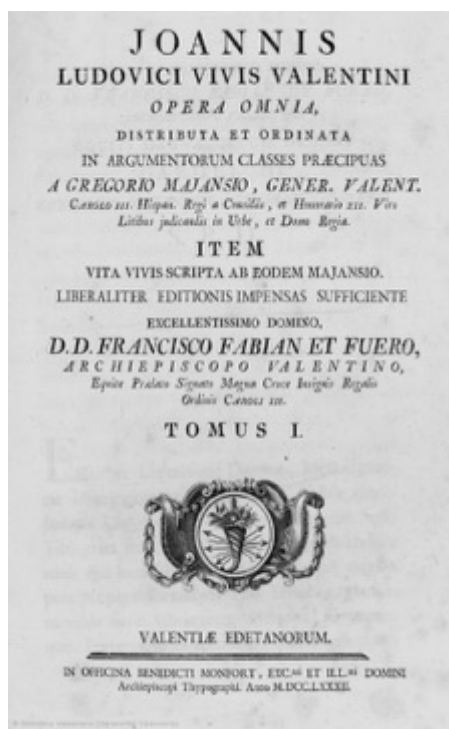 JOANNIS
LUDOVICI VIVIS VALENTINI
OPERA OMNIA,
DISTRIBUTA ET ORDINATA
IN ARGUMENTORUM CLASSES PRÆCIPUAS
A GREGORIO MAJANSIO, GENER. VALENT.
CAROLO III. Hispan. Regi a Consiliis, et Honorario XII. Viro
Litibus judicandis in Urbe, et Domo Regia.
ITEM
VITA VIVIS SCRIPTA AB EODEM MAJANSIO.
LIBERALITER EDITIONIS IMPENSAS SUFFICIENTE
EXCELLENTISSIMO DOMINO,
D.D. FRANCISCO FABIAN ET FUERO,
ARCHIEPISCOPO VALENTINO,
Equite Prælato Signato Magna Cruce Insignis Regalis
Ordinis CAROLI III.
TOMUS I.
VALENTIÆ EDETANORUM.
IN OFFICINA BENEDICTI MONFORT, EXC.mi ET ILL.mi DOMINI
Archiepiscopi Thypographi. Anno M.DCC.LXXXII.